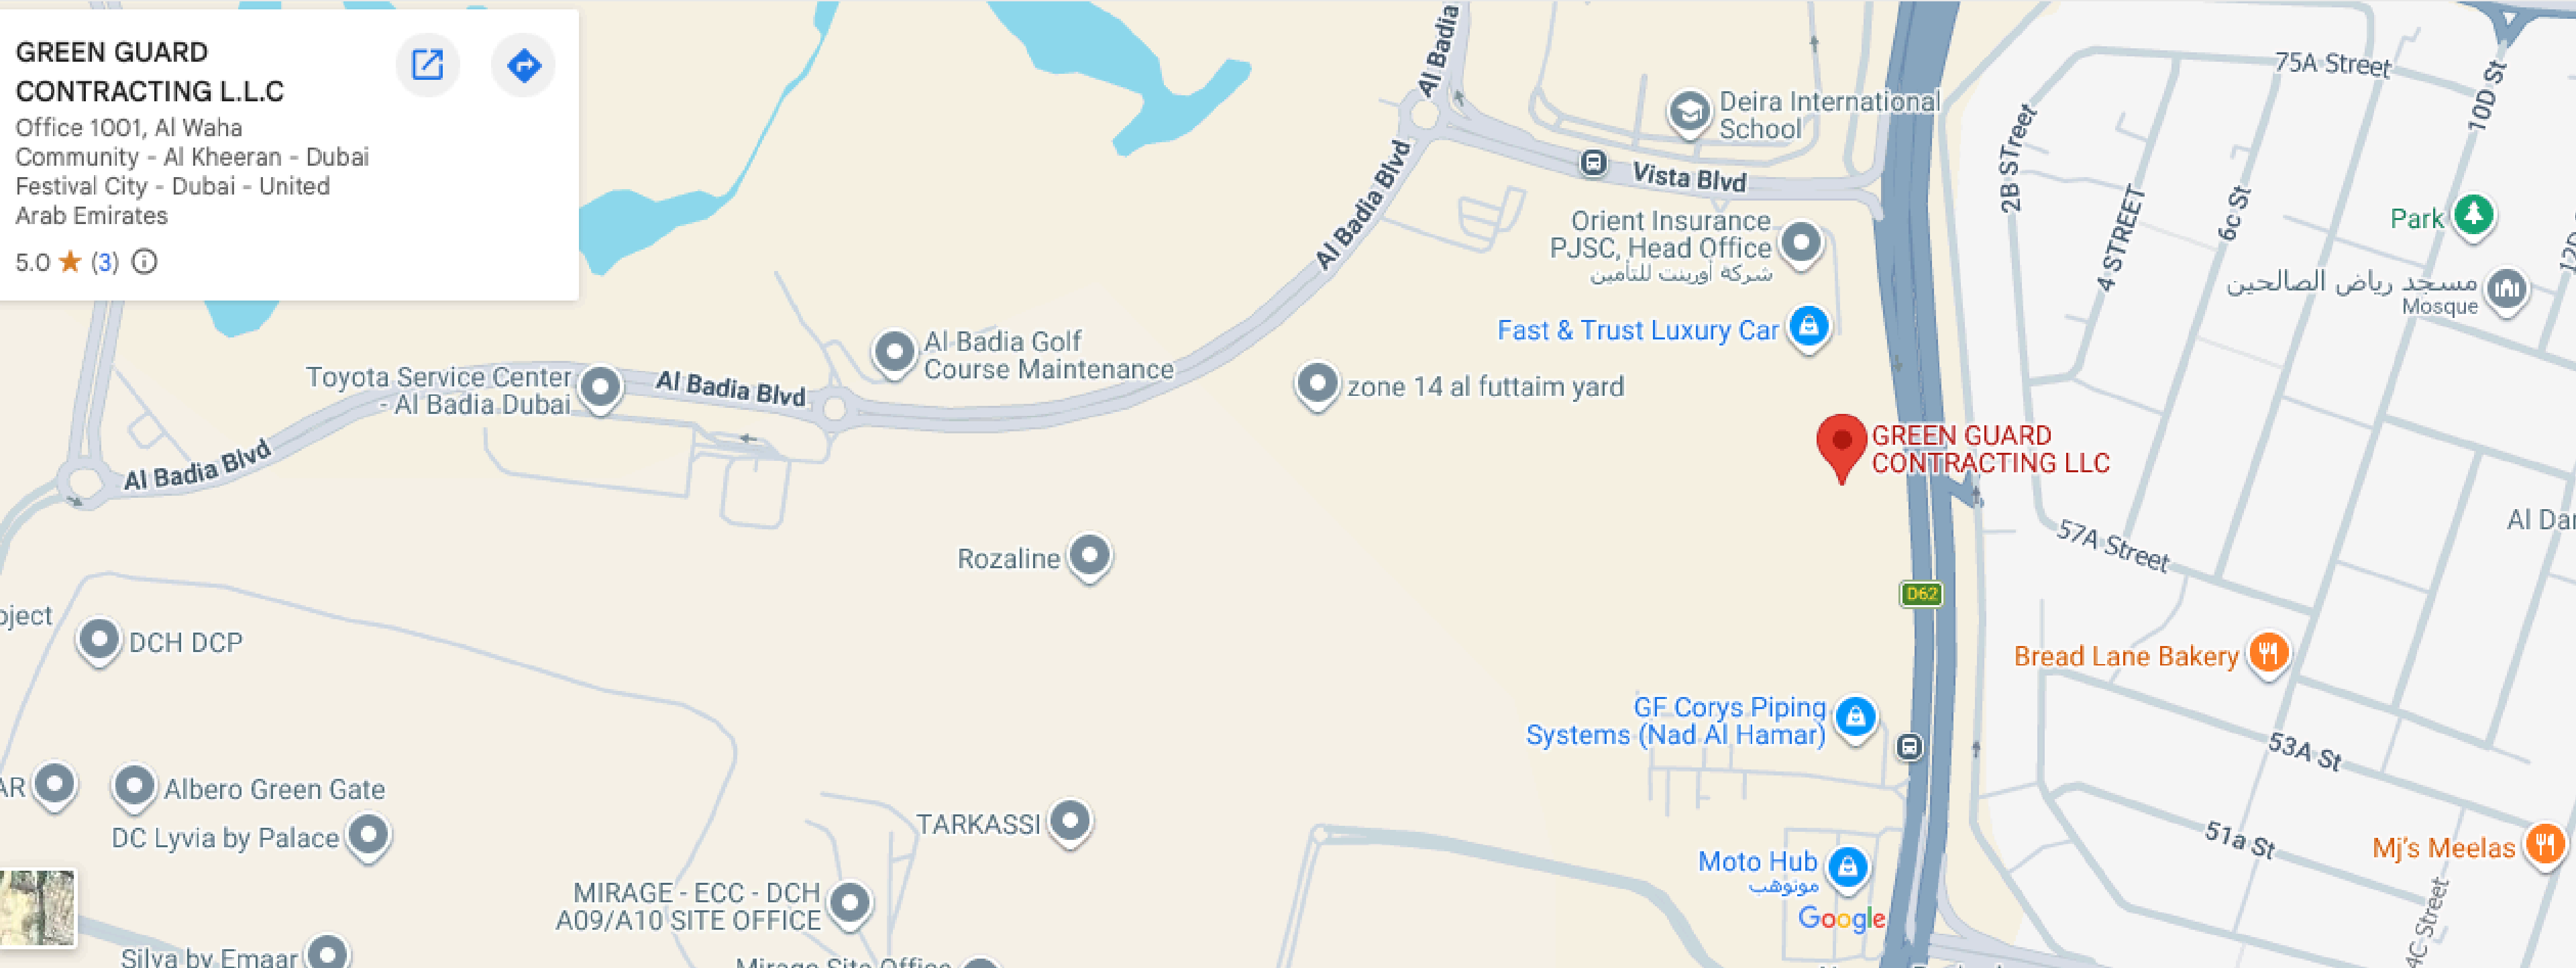 GREEN GUARD
CONTRACTING L.L.C
Office 1001, Al Waha
Community - Al Kheeran - Dubai
Festival City - Dubai - United
Arab Emirates
5.0 (3)
Al Badia
75A Street
10D St
Deira International
School
2B STreet
Vista Blvd
Al Badia Blvd
4 STREET
6c St
Park
Orient Insurance
PJSC, Head Office
شركة أورينت للتأمين
مسجد رياض الصالحين
Mosque
Fast & Trust Luxury Car
Al Badia Golf
Course Maintenance
Toyota Service Center
- Al Badia Dubai
Al Badia Blvd
zone 14 al futtaim yard
GREEN GUARD
CONTRACTING LLC
Al Badia Blvd
57A Street
Rozaline
D62
DCH DCP
Bread Lane Bakery
GF Corys Piping
Systems (Nad Al Hamar)
53A St
Albero Green Gate
DC Lyvia by Palace
TARKASSI
51a St
Mj's Meelas
Moto Hub
موتوهب
MIRAGE - ECC - DCH
A09/A10 SITE OFFICE
Google
4C Street
Silva by Emaar
Mirage Site Office